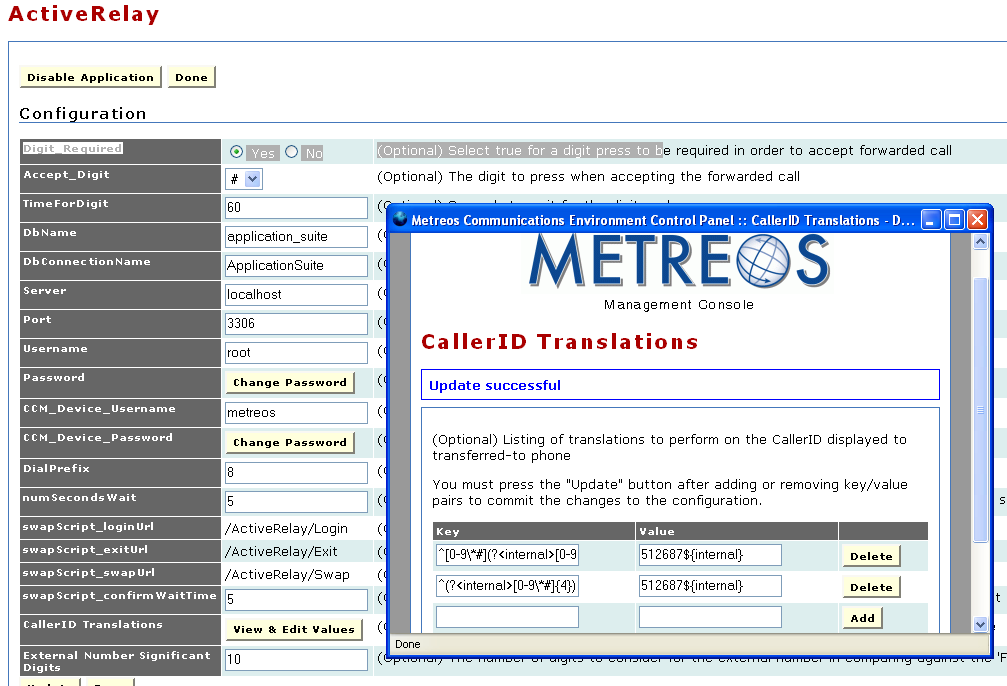 ActiveRelay
Disable Application Done
Configuration
Digit_Required Yes No (Optional) Select true for a digit press to be required in order to accept forwarded call
Accept_Digit # (Optional) The digit to press when accepting the forwarded call
TimeForDigit 60
DbName application_suite
DbConnectionName ApplicationSuite
Server localhost
Port 3306
Username root
Password Change Password
CCM_Device_Username metreos
CCM_Device_Password Change Password
DialPrefix 8
numSecondsWait 5
swapScript_loginUrl /ActiveRelay/Login
swapScript_exitUrl /ActiveRelay/Exit
swapScript_swapUrl /ActiveRelay/Swap
swapScript_confirmWaitTime 5
CallerID Translations View & Edit Values
External Number Significant
Digits
10 (Optional) The number of digits to consider for the external number in comparing against the 'F
Metreos Communications Environment Control Panel :: CallerID Translations - D...
METREOS
Management Console
CallerID Translations
Update successful
(Optional) Listing of translations to perform on the CallerID displayed to
transferred-to phone
You must press the "Update" button after adding or removing key/value
pairs to commit the changes to the configuration.
Key Value
^[0-9\*#](?<internal>[0-9 512687${internal} Delete
^(?<internal>[0-9\*#]{4}) 512687${internal} Delete
Add
Done